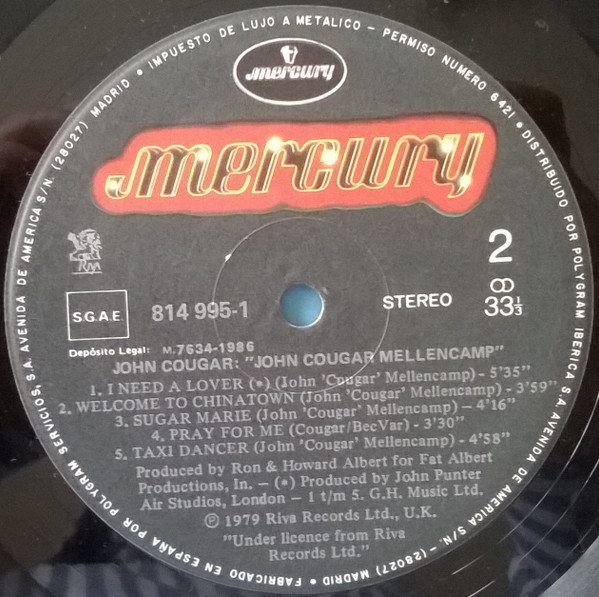 IMPUESTO DE LUJO A METALICO - PERMISO NUMERO 6421 • DISTRIBUIDO POR POLYGRAM IBERICA S.A. AVENIDA DE AMERICA S/N. - (28027) MADRID • FABRICADO EN ESPAÑA POR POLYGRAM SERVICIOS, S.A. AVENIDA DE AMERICA S/N. (28027) MADRID •
mercury
mercury
Riva
2
S.G.A.E.
814 995-1
STEREO
33 1/3
Depósito Legal: M.7634-1986
JOHN COUGAR: "JOHN COUGAR MELLENCAMP"
1. I NEED A LOVER (•) (John 'Cougar' Mellencamp) - 5'35"
2. WELCOME TO CHINATOWN (John 'Cougar' Mellencamp) - 3'59"
3. SUGAR MARIE (John 'Cougar' Mellencamp) – 4'16"
4. PRAY FOR ME (Cougar/BecVar) - 3'30"
5. TAXI DANCER (John 'Cougar' Mellencamp) - 4'58"
Produced by Ron & Howard Albert for Fat Albert
Productions, In. – (•) Produced by John Punter
Air Studios, London – 1 t/m 5. G.H. Music Ltd.
℗ 1979 Riva Records Ltd., U.K.
"Under licence from Riva
Records Ltd."